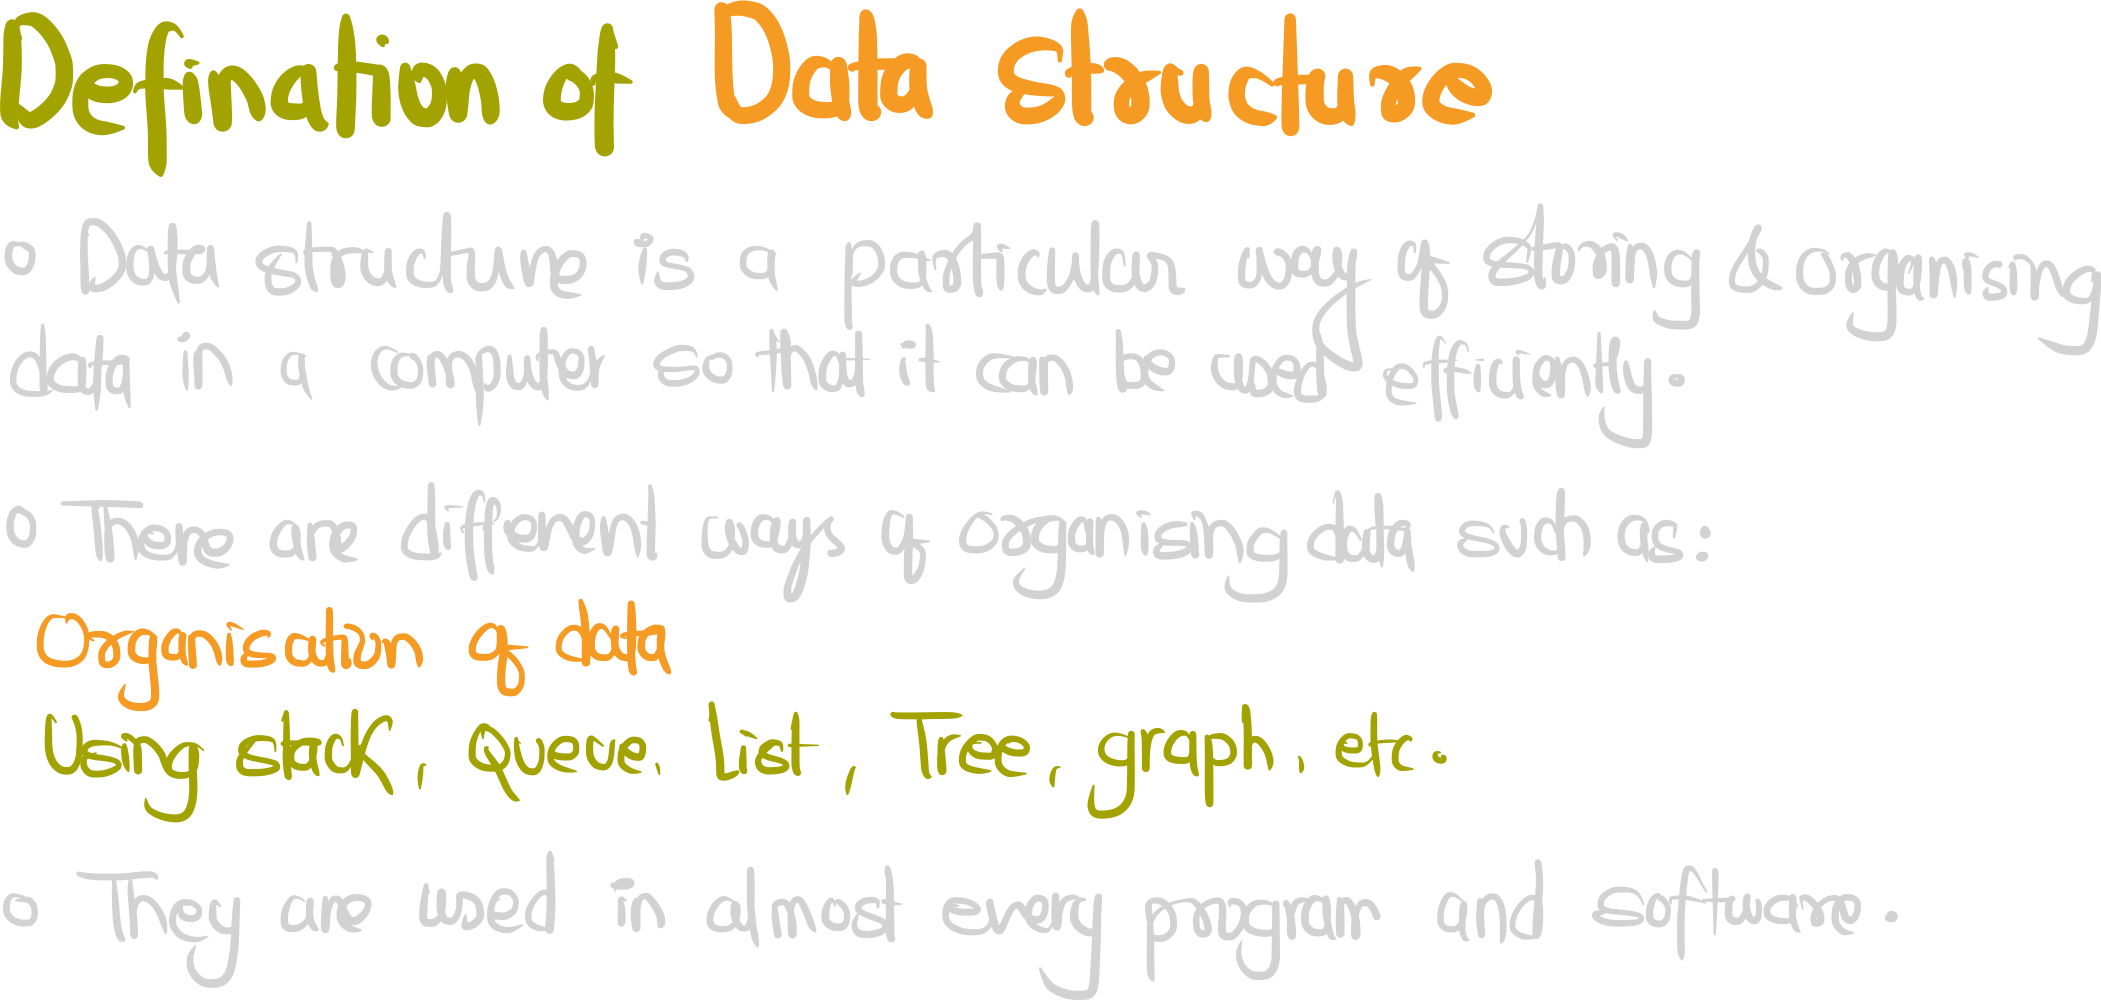 Defination of Data Structure
o Data structure is a particular way of storing & organising
data in a computer so that it can be used efficiently.
o There are different ways of organising data such as:
Organisation of data
Using stack, Queue, List, Tree, graph, etc.
o They are used in almost every program and software.